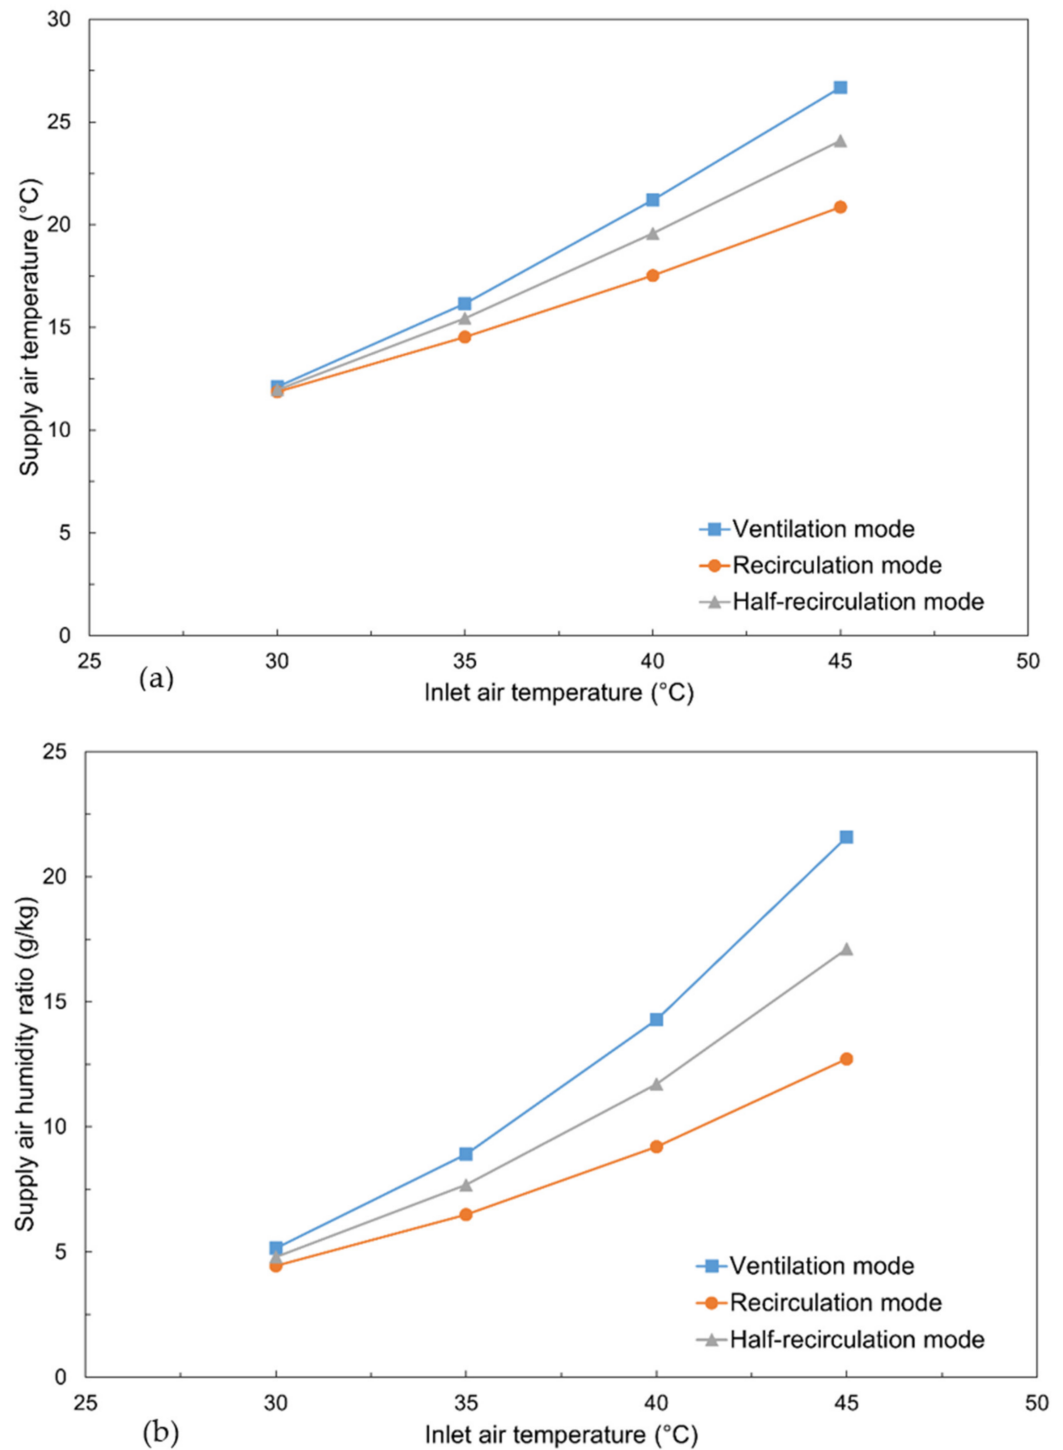 30
25
20
15
10
5
0
Supply air temperature (°C)
Ventilation mode
Recirculation mode
Half-recirculation mode
25 30 35 40 45 50
(a)
Inlet air temperature (°C)
25
20
15
10
5
0
Supply air humidity ratio (g/kg)
Ventilation mode
Recirculation mode
Half-recirculation mode
25 30 35 40 45 50
(b)
Inlet air temperature (°C)